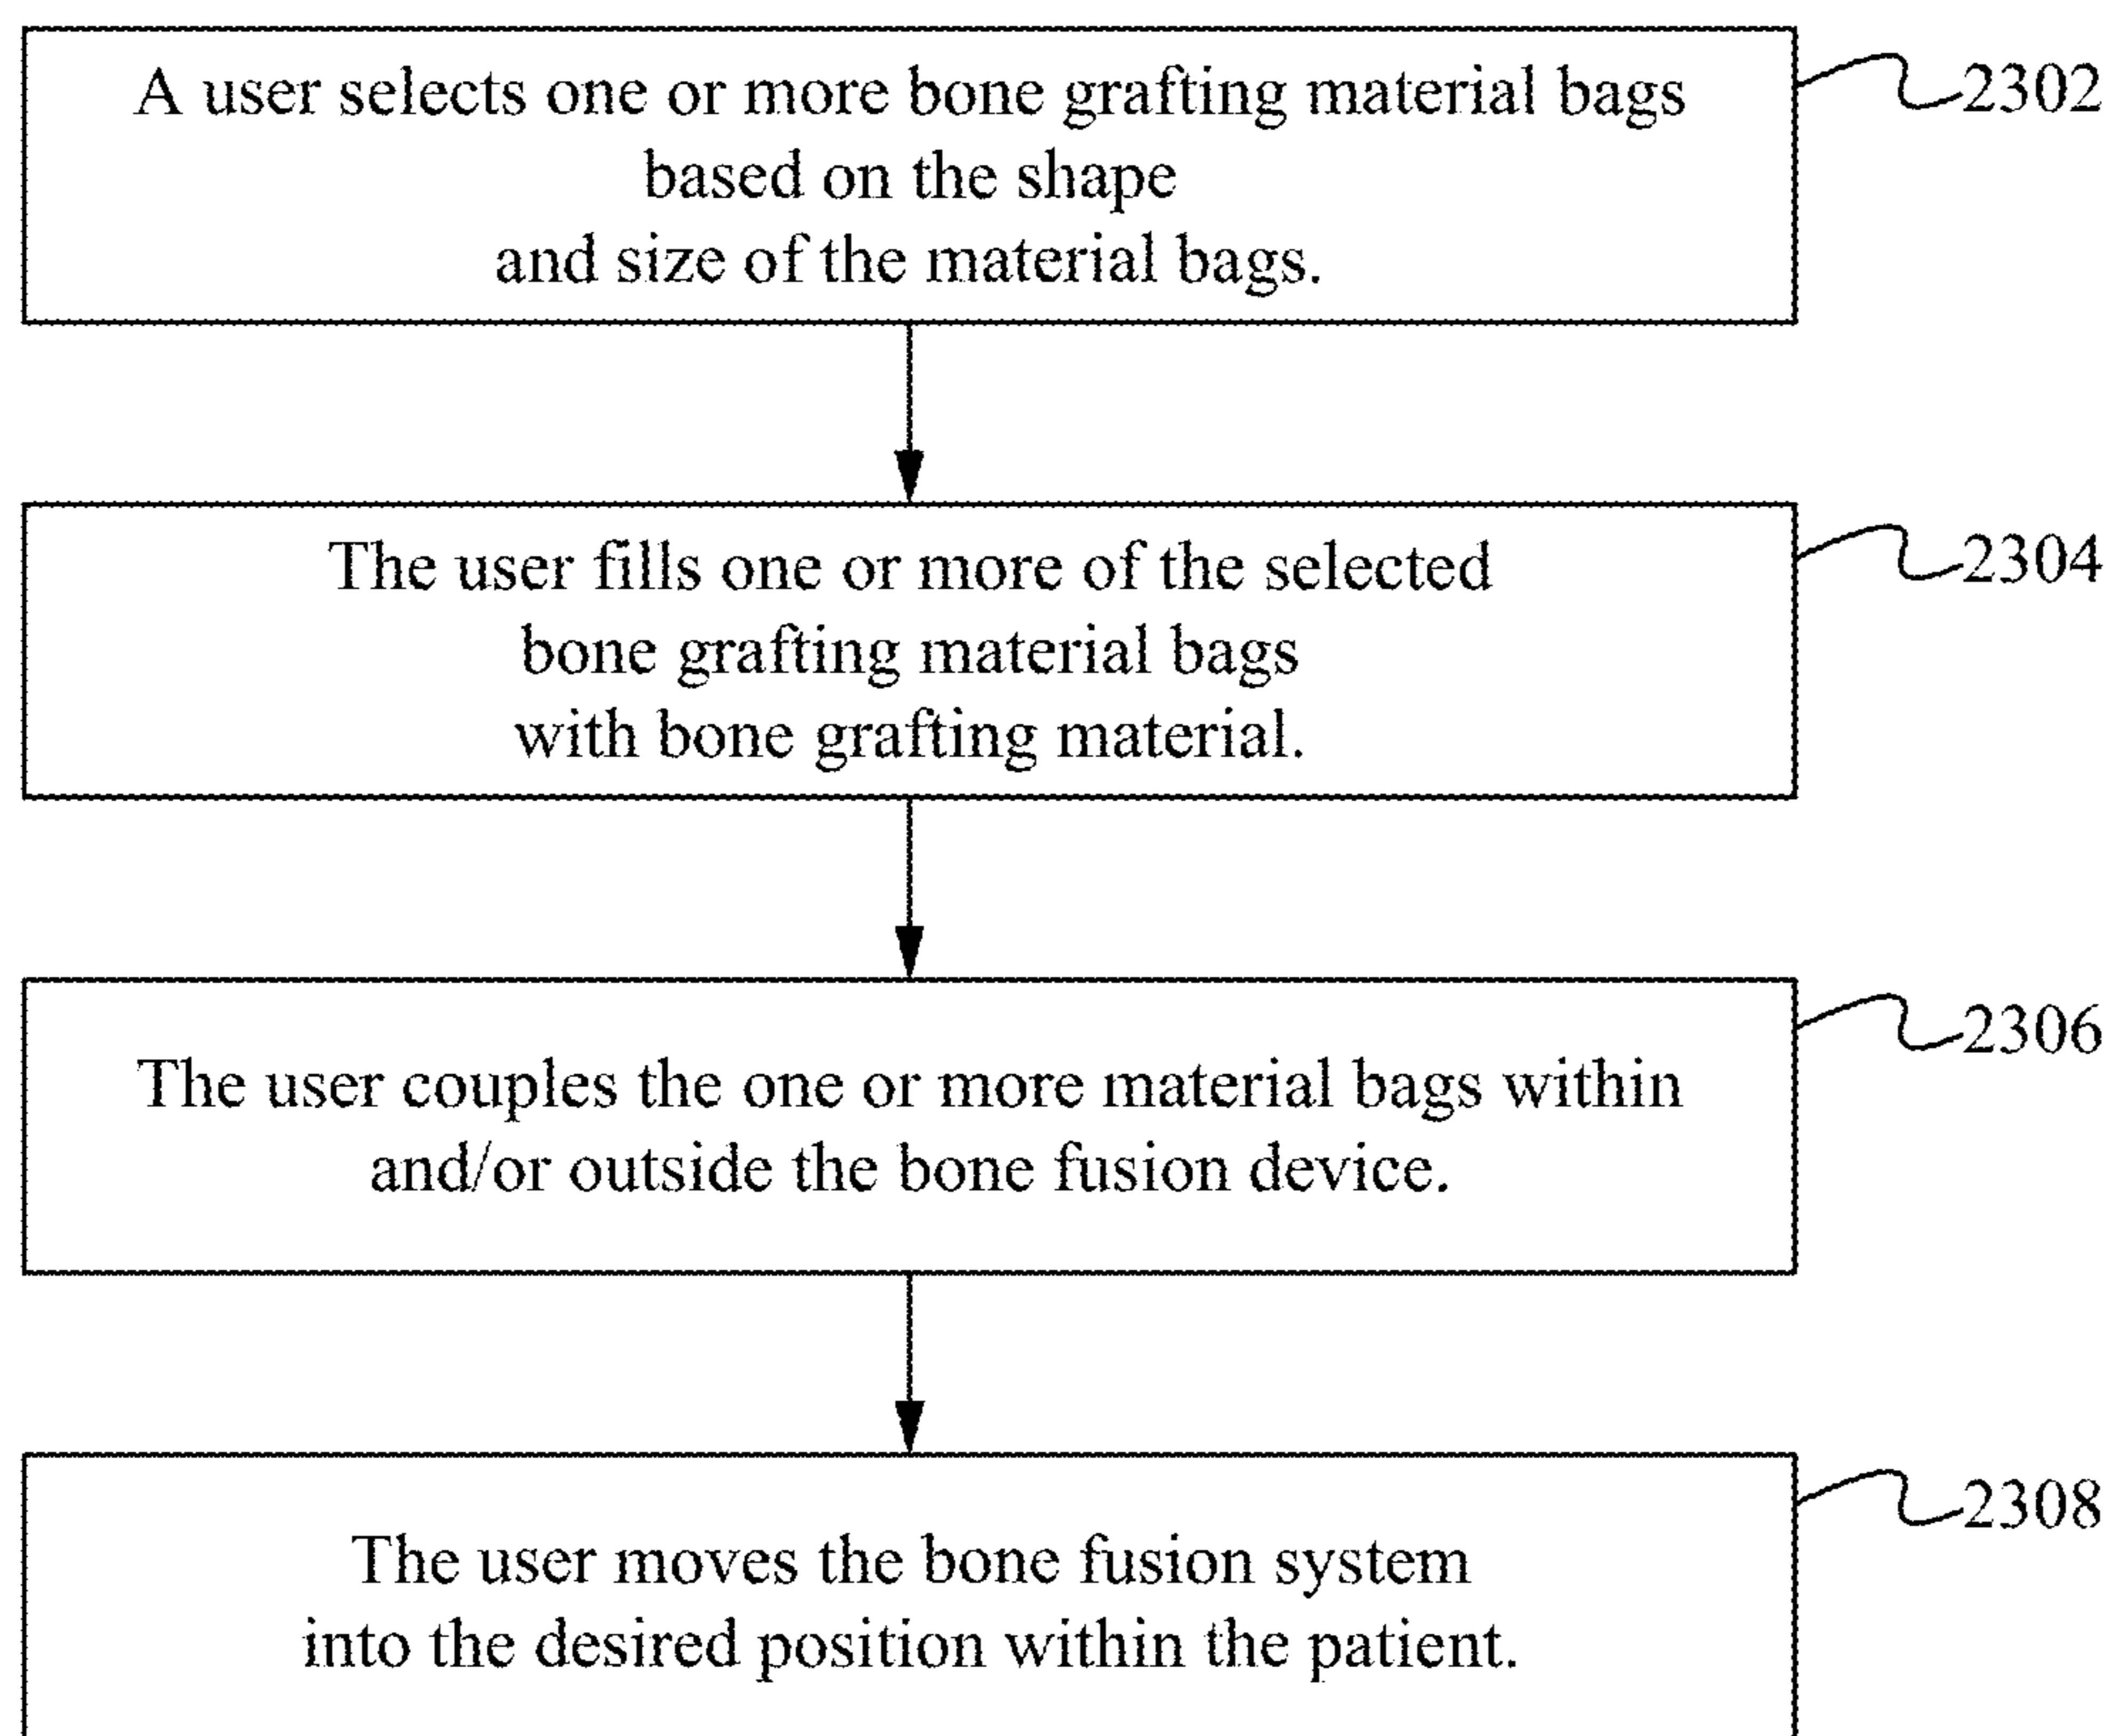 A user selects one or more bone grafting material bags
based on the shape
and size of the material bags.
2302
The user fills one or more of the selected
bone grafting material bags
with bone grafting material.
2304
The user couples the one or more material bags within
and/or outside the bone fusion device.
2306
The user moves the bone fusion system
into the desired position within the patient.
2308